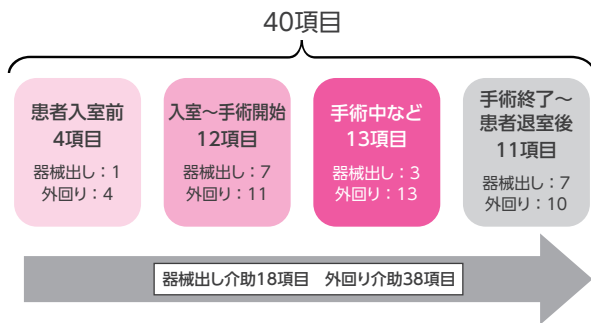 40項目
患者入室前
4項目
器械出し：1
外回り：4
入室～手術開始
12項目
器械出し：7
外回り：11
手術中など
13項目
器械出し：3
外回り：13
手術終了～
患者退室後
11項目
器械出し：7
外回り：10
器械出し介助18項目　外回り介助38項目